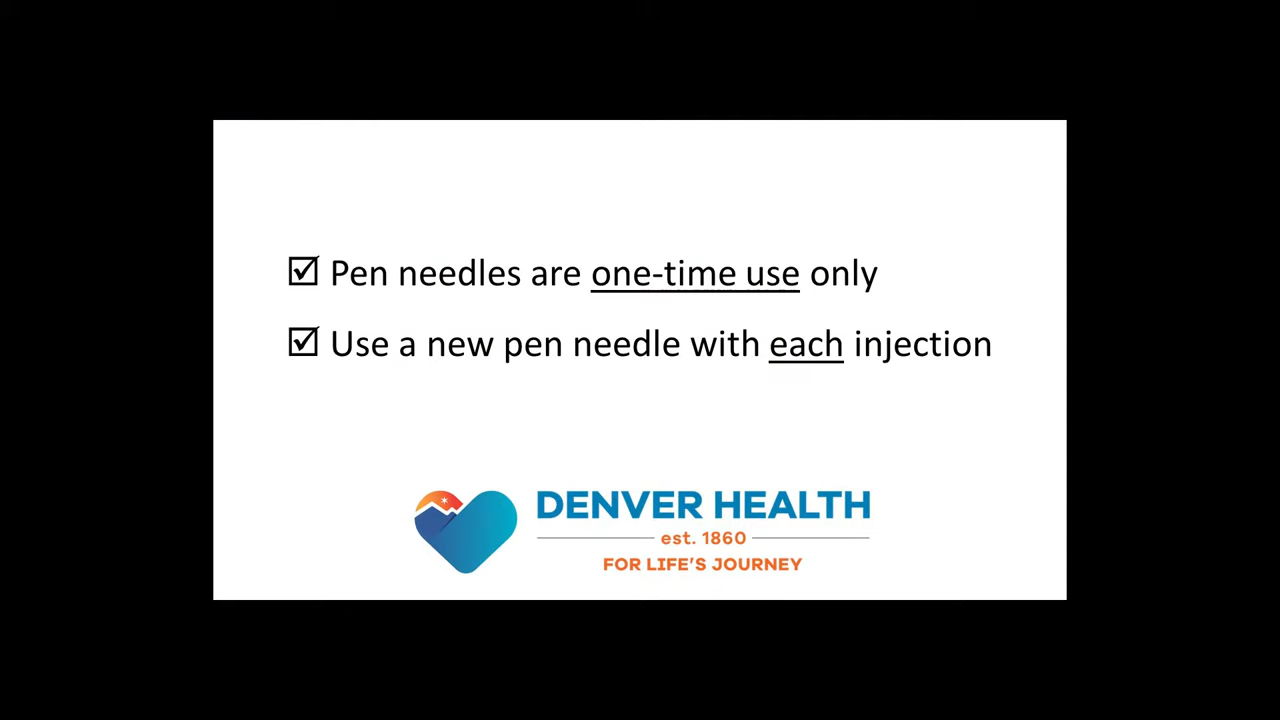 ☑ Pen needles are one-time use only
☑ Use a new pen needle with each injection
DENVER HEALTH
est. 1860
FOR LIFE'S JOURNEY